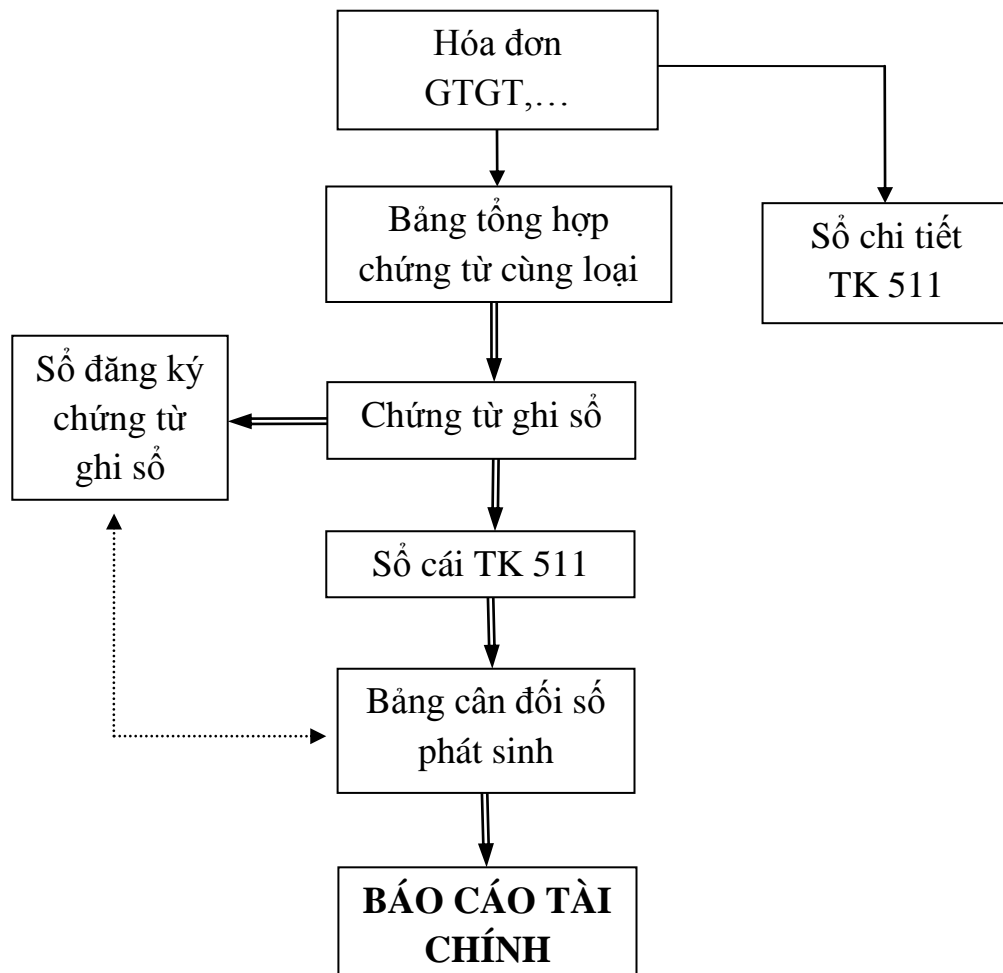 Hóa đơn
GTGT,…
Bảng tổng hợp
chứng từ cùng loại
Sổ chi tiết
TK 511
Sổ đăng ký
chứng từ
ghi sổ
Chứng từ ghi sổ
Sổ cái TK 511
Bảng cân đối số
phát sinh
BÁO CÁO TÀI
CHÍNH